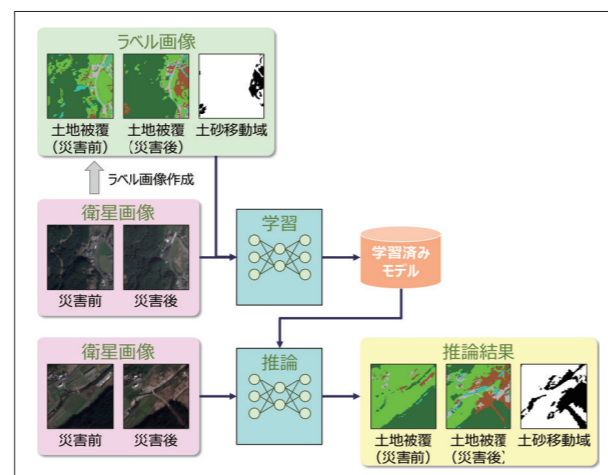 ラベル画像
土地被覆
(災害前)
土地被覆
(災害後)
土砂移動域
ラベル画像作成
衛星画像
災害前
災害後
学習
学習済み
モデル
衛星画像
災害前
災害後
推論
推論結果
土地被覆
(災害前)
土地被覆
(災害後)
土砂移動域